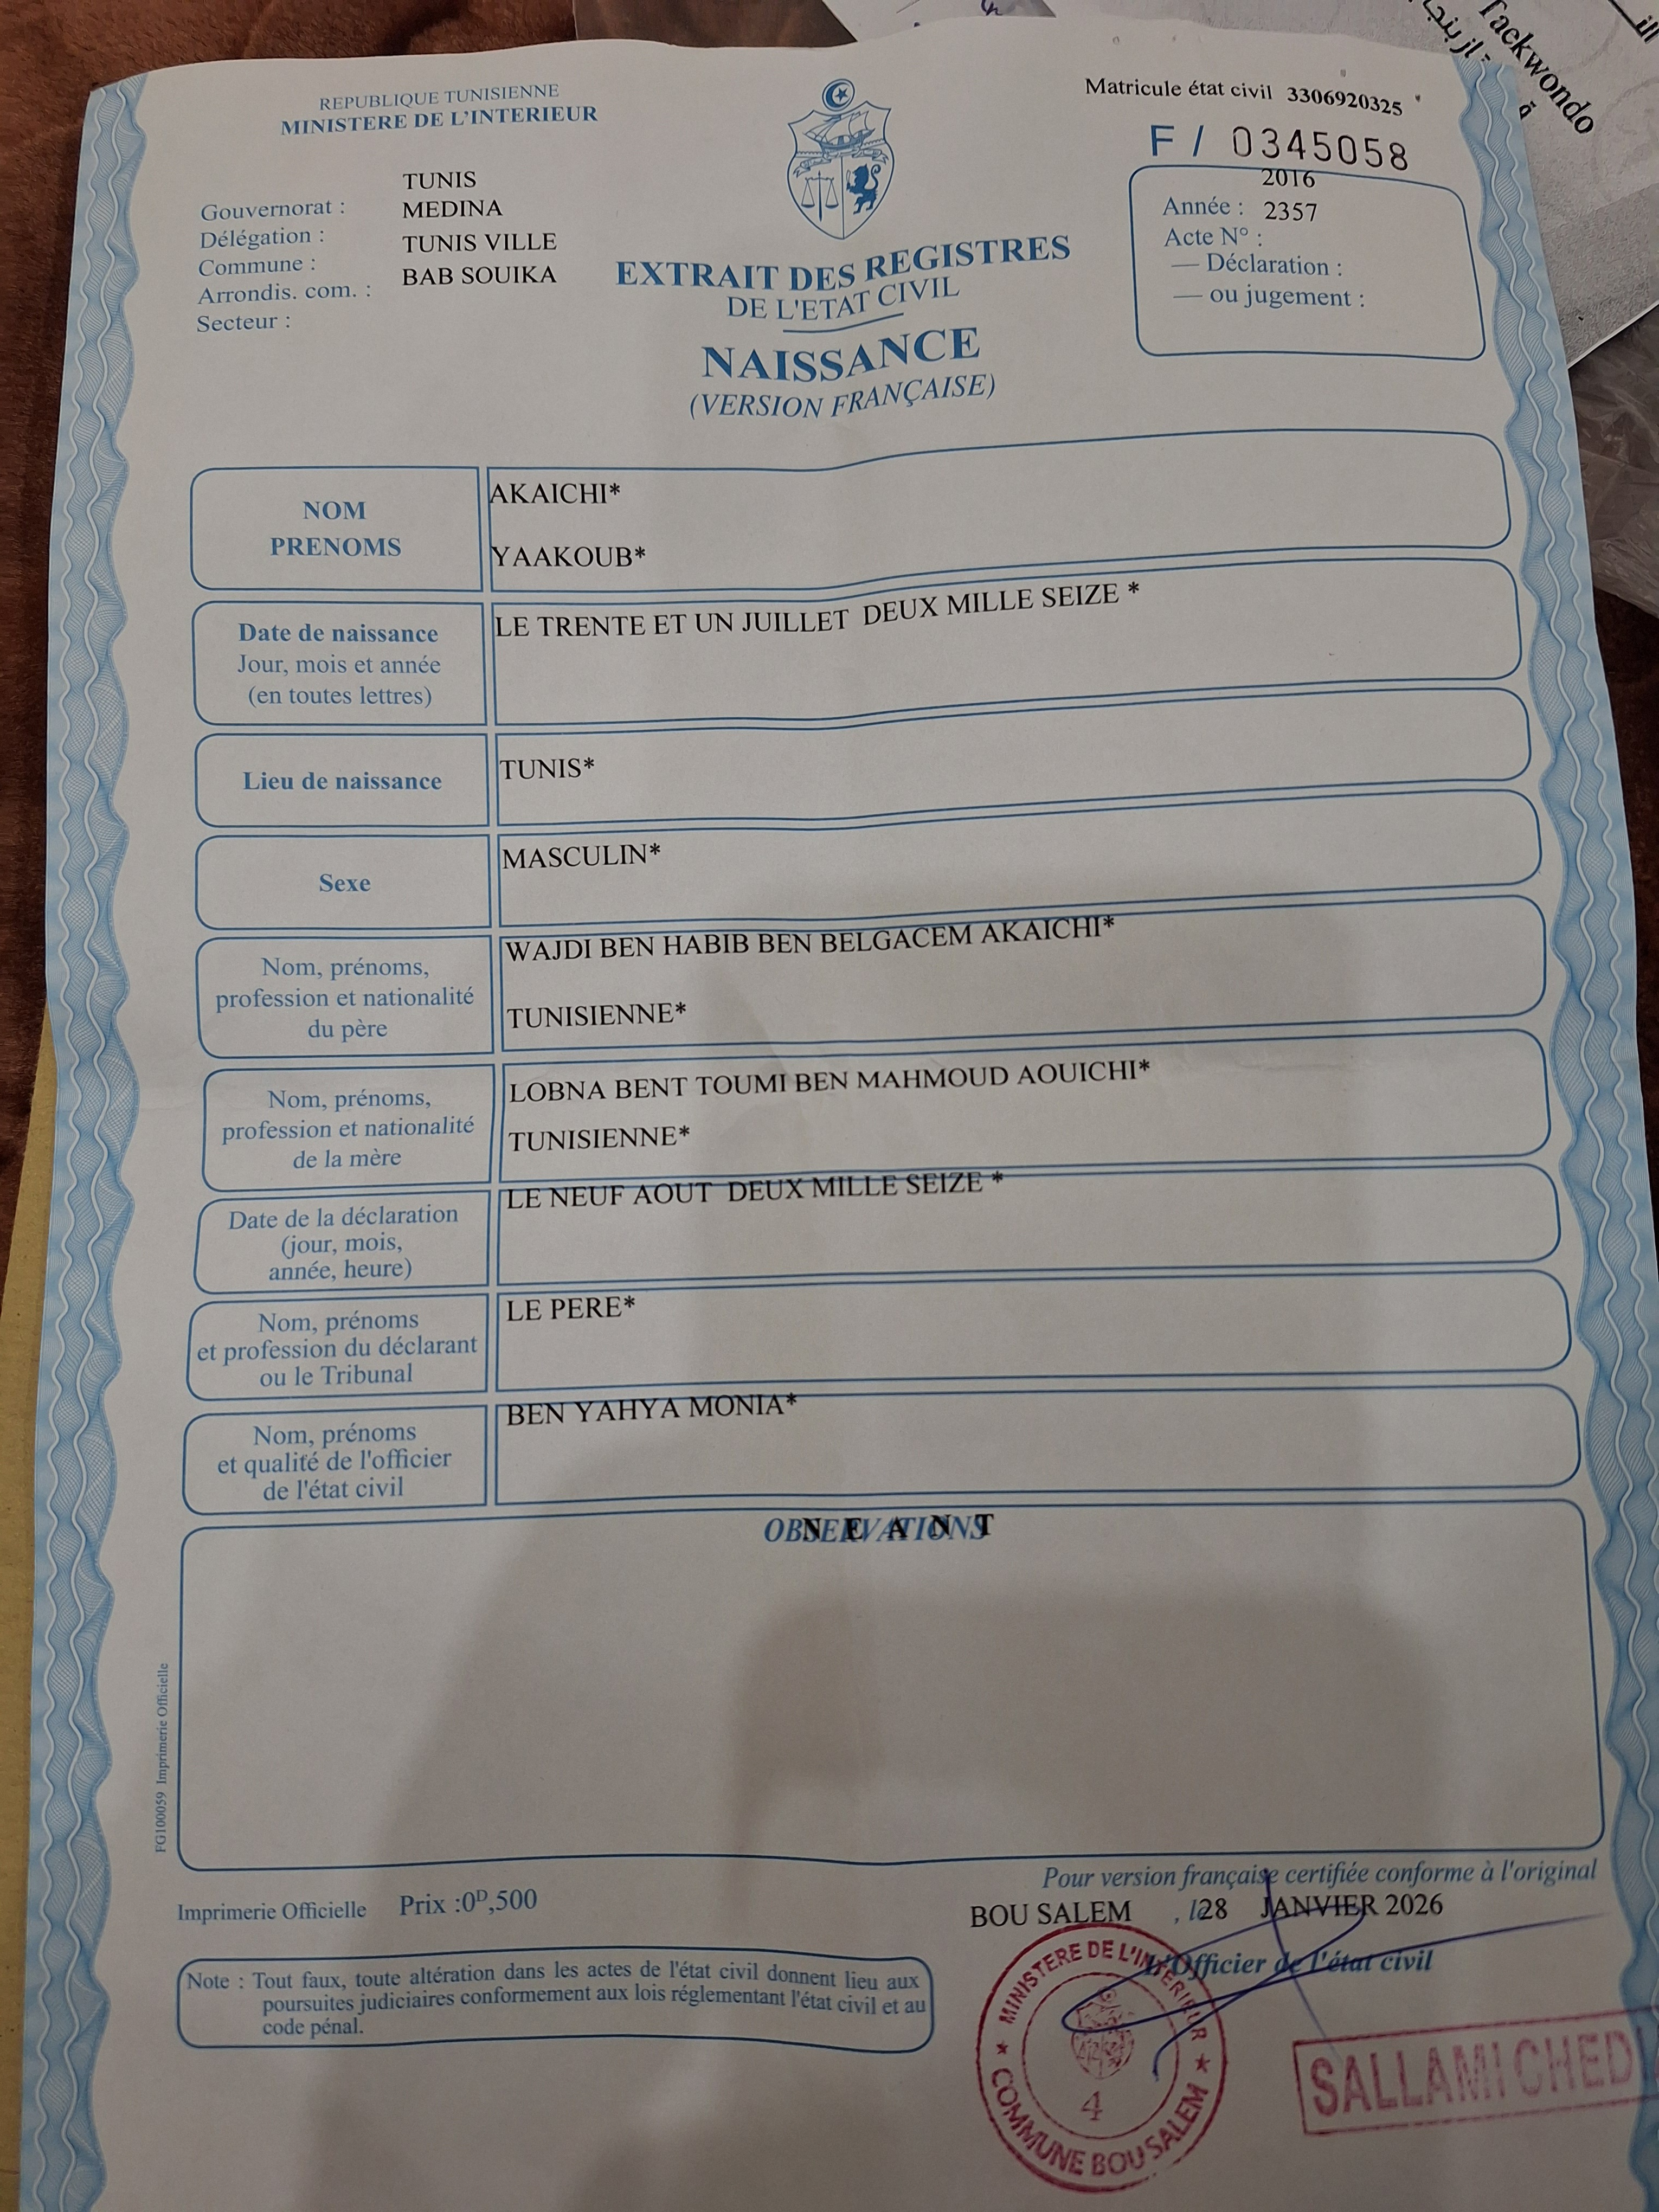 REPUBLIQUE TUNISIENNE
MINISTERE DE L'INTERIEUR
Matricule état civil 3306920325
F / 0345058
TUNIS
Gouvernorat : MEDINA
Délégation : TUNIS VILLE
Commune : BAB SOUIKA
Arrondis. com. :
Secteur :
2016
Année : 2357
Acte N° :
— Déclaration :
— ou jugement :
EXTRAIT DES REGISTRES
DE L'ETAT CIVIL
NAISSANCE
(VERSION FRANÇAISE)
NOM
PRENOMS
AKAICHI*
YAAKOUB*
Date de naissance
Jour, mois et année
(en toutes lettres)
LE TRENTE ET UN JUILLET DEUX MILLE SEIZE *
Lieu de naissance
TUNIS*
Sexe
MASCULIN*
Nom, prénoms,
profession et nationalité
du père
WAJDI BEN HABIB BEN BELGACEM AKAICHI*
TUNISIENNE*
Nom, prénoms,
profession et nationalité
de la mère
LOBNA BENT TOUMI BEN MAHMOUD AOUICHI*
TUNISIENNE*
Date de la déclaration
(jour, mois,
année, heure)
LE NEUF AOUT DEUX MILLE SEIZE *
Nom, prénoms
et profession du déclarant
ou le Tribunal
LE PERE*
Nom, prénoms
et qualité de l'officier
de l'état civil
BEN YAHYA MONIA*
OBSERVATIONS
N E A N T
FG100059 Imprimerie Officielle
Imprimerie Officielle Prix :0ᴰ,500
Pour version française certifiée conforme à l'original
BOU SALEM , le 28 JANVIER 2026
L'Officier de l'état civil
Note : Tout faux, toute altération dans les actes de l'état civil donnent lieu aux
poursuites judiciaires conformement aux lois réglementant l'état civil et au
code pénal.
MINISTERE DE L'INTERIEUR
4
COMMUNE BOU SALEM
SALLAMI CHEDI
Taekwondo